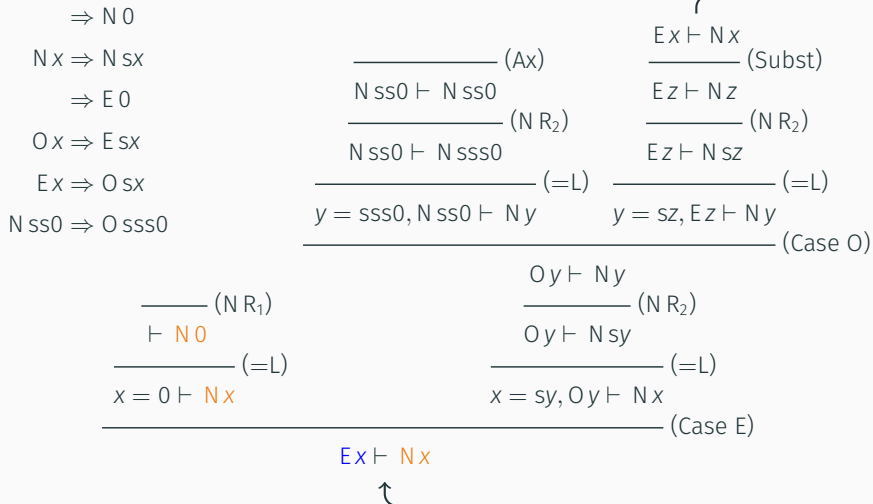 ⇒ N 0
N x ⇒ N sx
⇒ E 0
O x ⇒ E sx
E x ⇒ O sx
N ss0 ⇒ O sss0
E x ⊢ N x
(Ax)
(Subst)
N ss0 ⊢ N ss0
E z ⊢ N z
(N R₂)
(N R₂)
N ss0 ⊢ N sss0
E z ⊢ N sz
(=L)
(=L)
y = sss0, N ss0 ⊢ N y
y = sz, E z ⊢ N y
(Case O)
O y ⊢ N y
(N R₁)
(N R₂)
⊢ N 0
O y ⊢ N sy
(=L)
(=L)
x = 0 ⊢ N x
x = sy, O y ⊢ N x
(Case E)
E x ⊢ N x